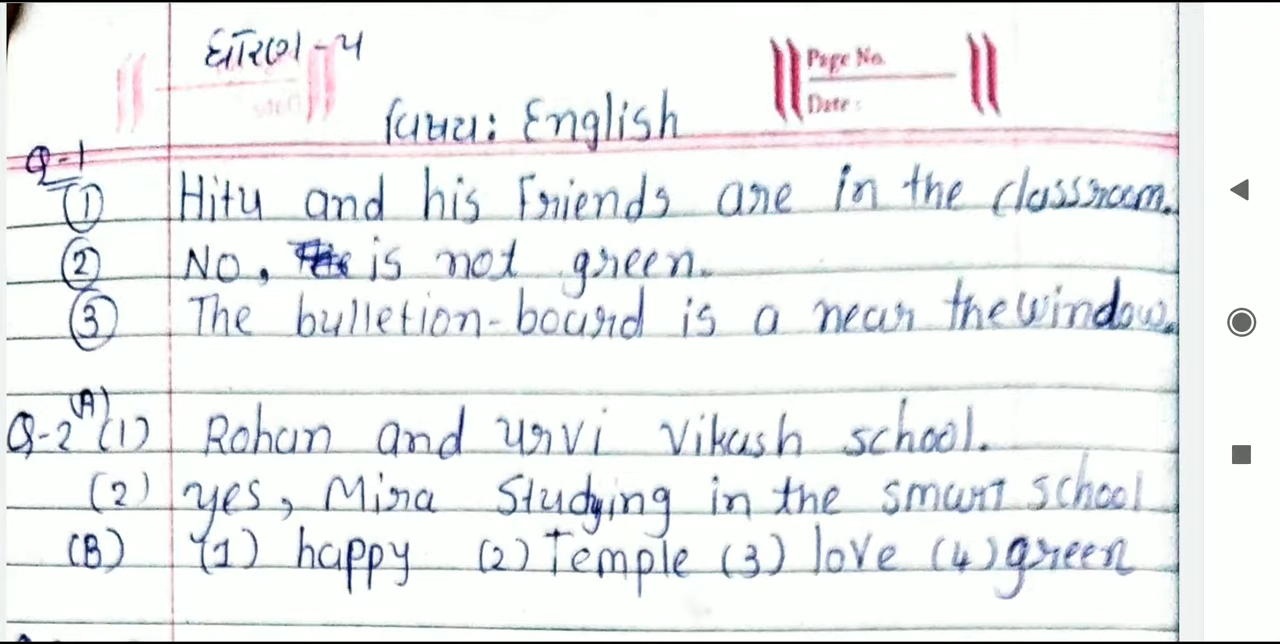 ધોરણ - ૫
Page No.
Date :
વિષય: English
Q-1
① Hitu and his Friends are in the classroom.
② No, is not green.
③ The bulletion-board is a near the window.
Q-2 (A) (1) Rohan and urvi vikash school.
(2) yes, Mira Studying in the smart school
(B) (1) happy (2) Temple (3) love (4) green